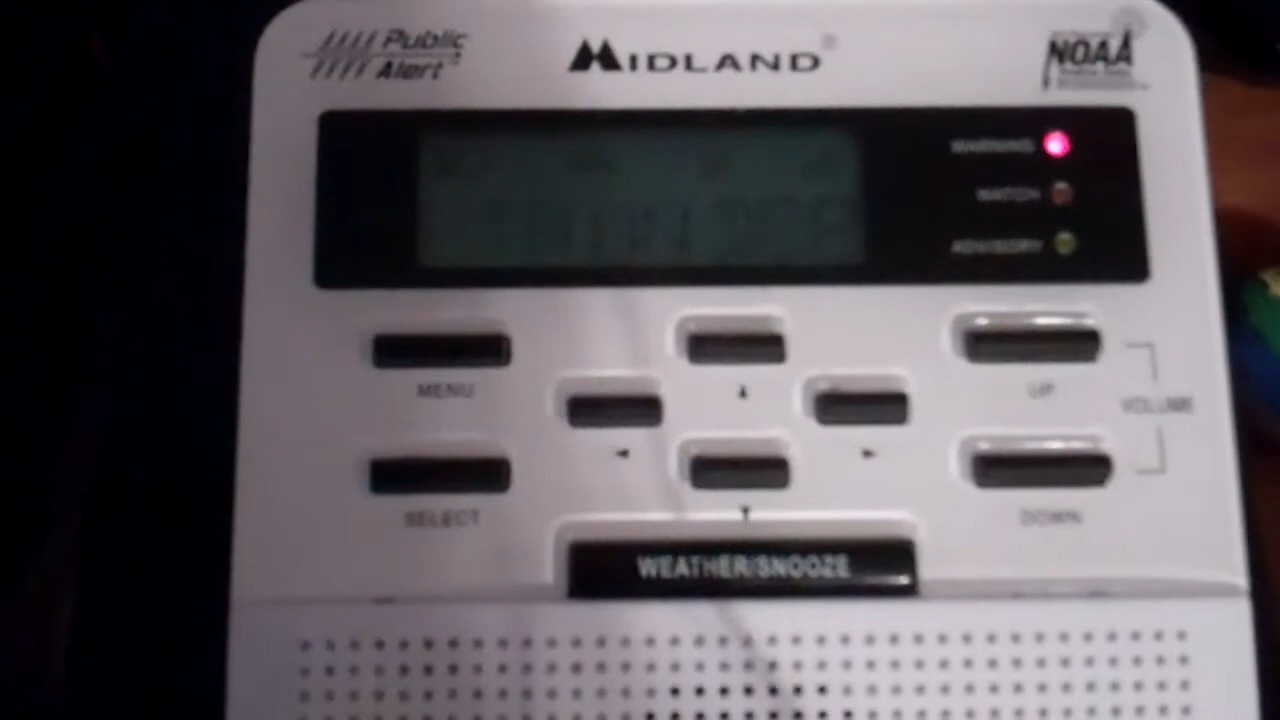 Public
Alert
MIDLAND
NOAA
WARNING
WATCH
ADVISORY
MENU
UP
VOLUME
SELECT
DOWN
WEATHER/SNOOZE